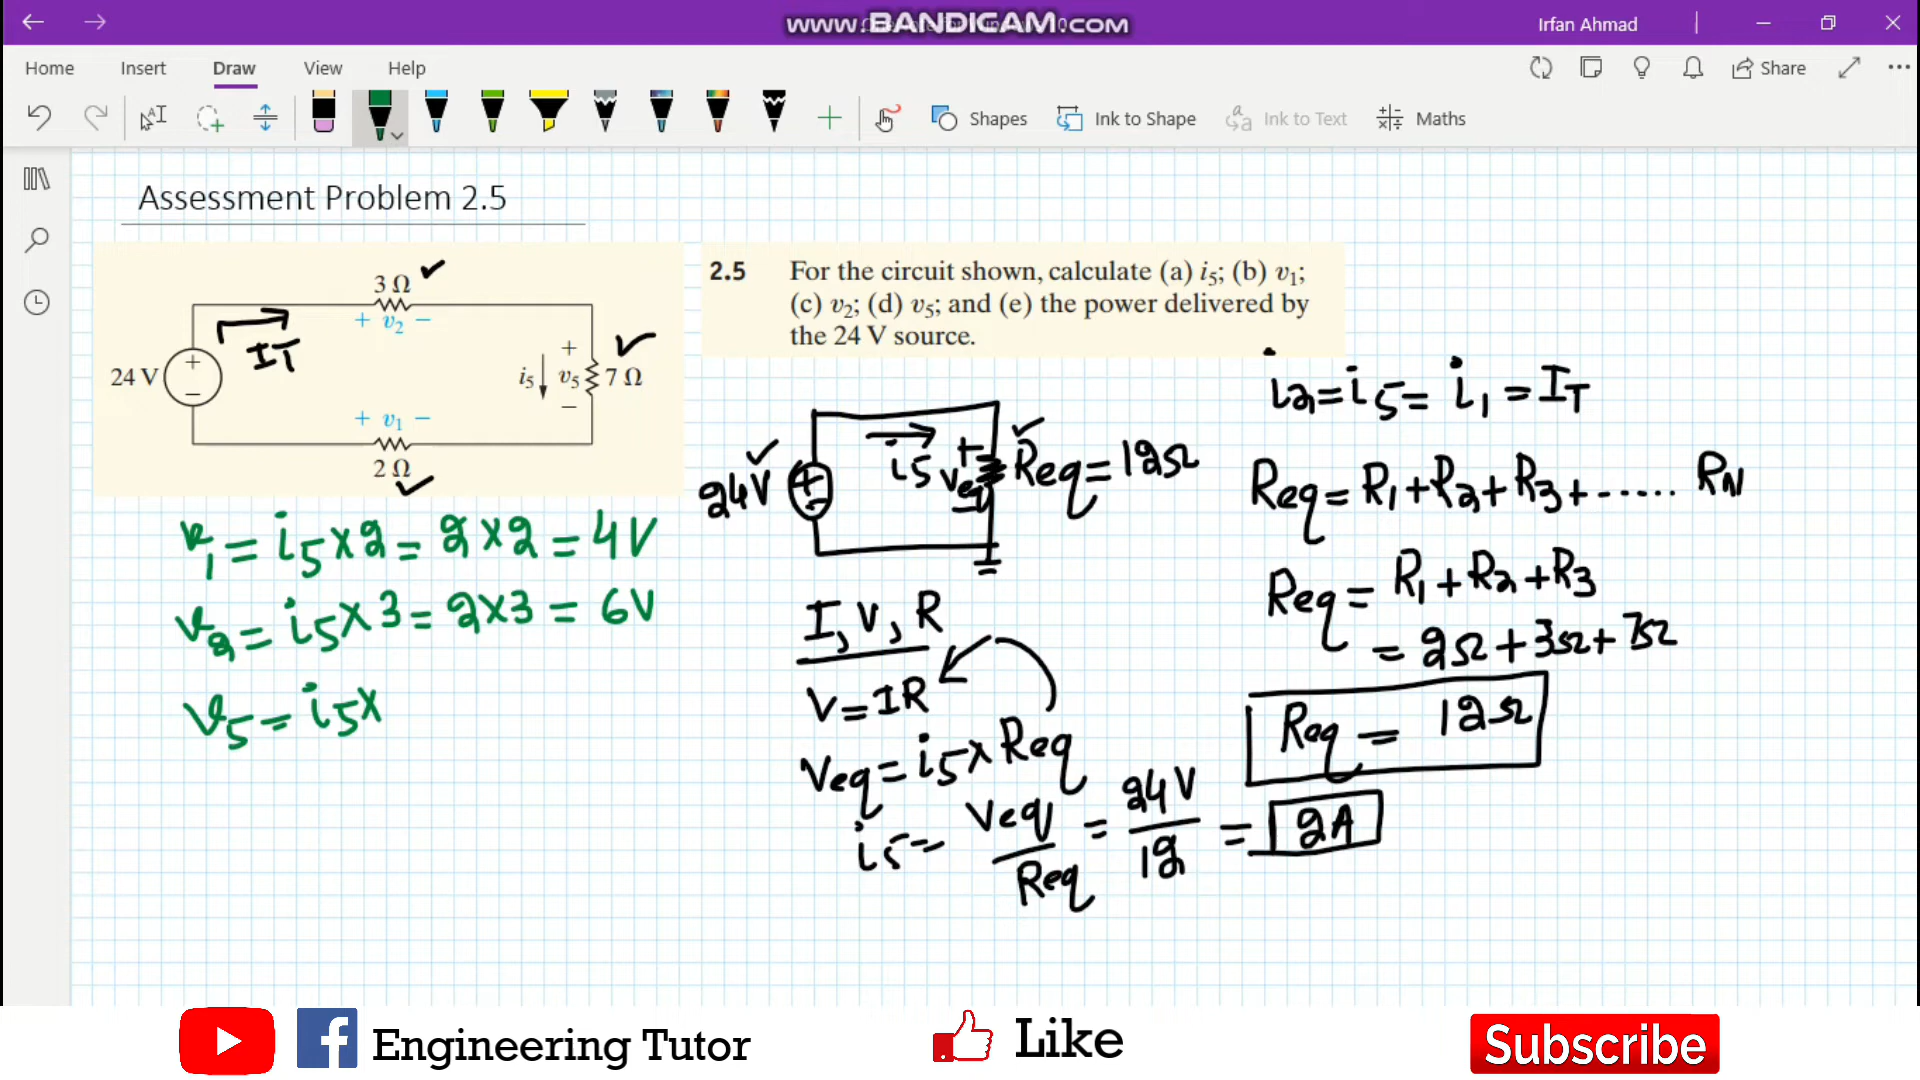 www.BANDICAM.com
Irfan Ahmad
Home Insert Draw View Help
Share
Shapes Ink to Shape Ink to Text Maths
Assessment Problem 2.5
3 Ω
+ v2 −
IT
24 V
+
−
i5
+
v5
−
7 Ω
+ v1 −
2 Ω
2.5 For the circuit shown, calculate (a) i5; (b) v1;
(c) v2; (d) v5; and (e) the power delivered by
the 24 V source.
i2 = i5 = i1 = IT
24V
+
−
i5
+
Veq
−
Req = 12Ω
Req = R1 + R2 + R3 + ...... RN
Req = R1 + R2 + R3
= 2Ω + 3Ω + 7Ω
Req = 12Ω
v1 = i5 × 2 = 2 × 2 = 4V
v2 = i5 × 3 = 2 × 3 = 6V
v5 = i5 ×
I, V, R
V = IR
Veq = i5 × Req
i5 = Veq / Req = 24V / 12 = 2A
Engineering Tutor
Like
Subscribe